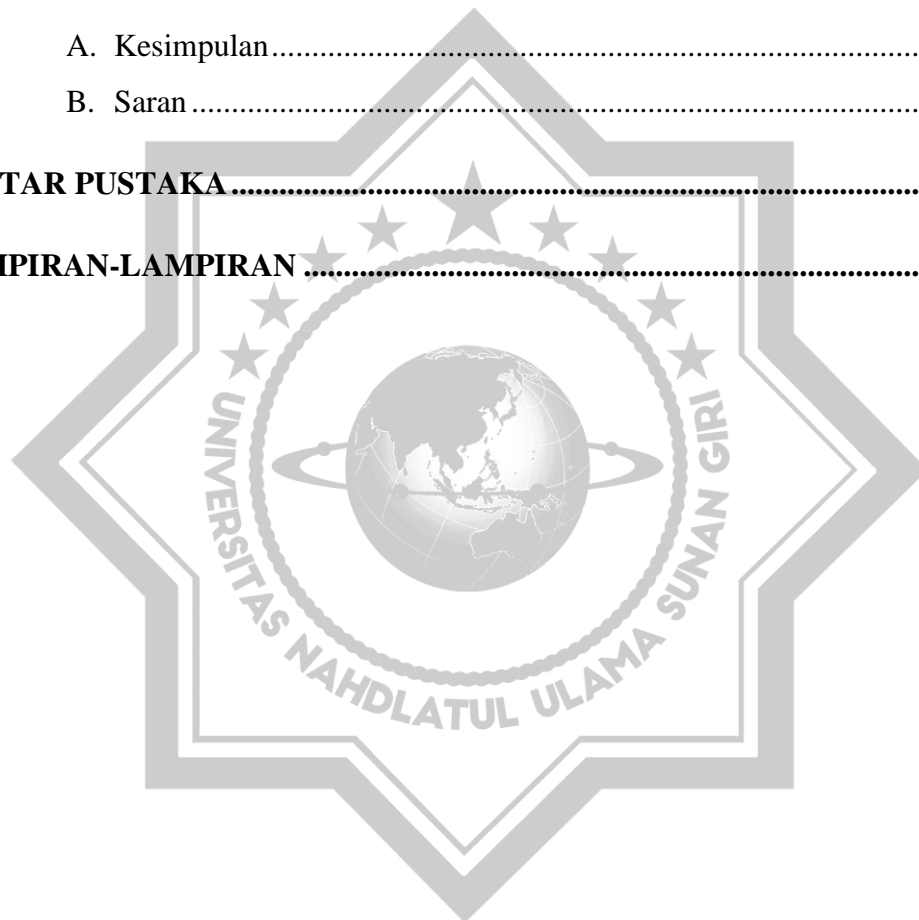 A. Kesimpulan
B. Saran
TAR PUSTAKA
IPIRAN-LAMPIRAN
UNIVERSITAS NAHDLATUL ULAMA SUNAN GIRI